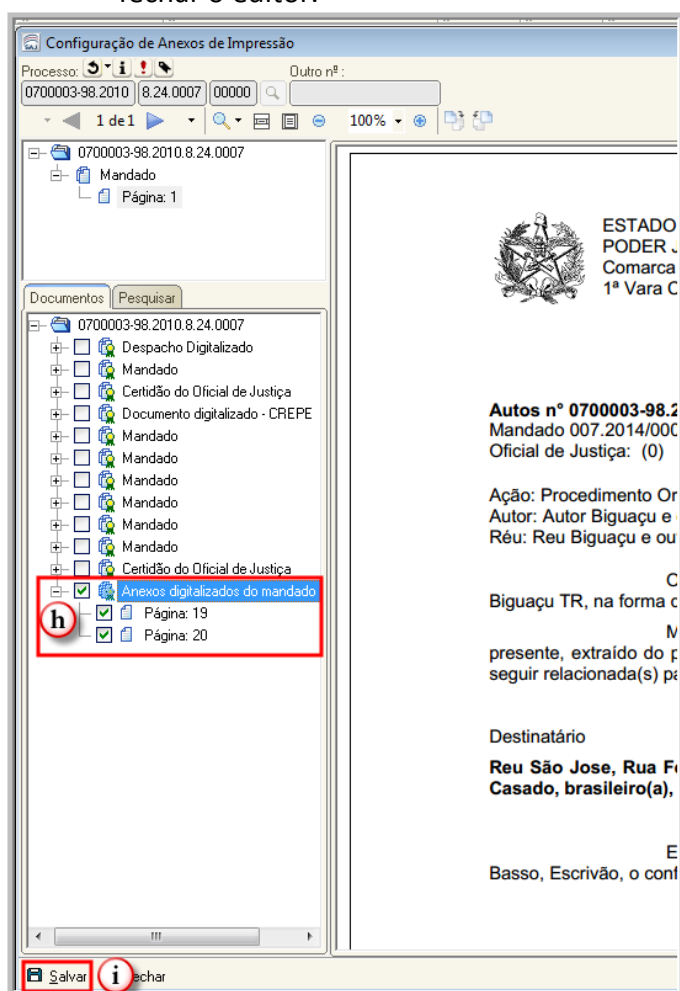 fechar o editor.
Configuração de Anexos de Impressão
Processo:
Outro nº :
0700003-98.2010 8.24.0007 00000
1 de 1 100%
0700003-98.2010.8.24.0007
Mandado
Página: 1
Documentos Pesquisar
0700003-98.2010.8.24.0007
Despacho Digitalizado
Mandado
Certidão do Oficial de Justiça
Documento digitalizado - CREPE
Mandado
Mandado
Mandado
Mandado
Mandado
Mandado
Certidão do Oficial de Justiça
Anexos digitalizados do mandado
h
Página: 19
Página: 20
ESTADO
PODER J
Comarca
1ª Vara C
Autos n° 0700003-98.2
Mandado 007.2014/000
Oficial de Justiça: (0)
Ação: Procedimento Or
Autor: Autor Biguaçu e
Réu: Reu Biguaçu e ou
Biguaçu TR, na forma
M
presente, extraído do p
seguir relacionada(s) pa
Destinatário
Reu São Jose, Rua F
Casado, brasileiro(a),
E
Basso, Escrivão, o conf
Salvar i echar